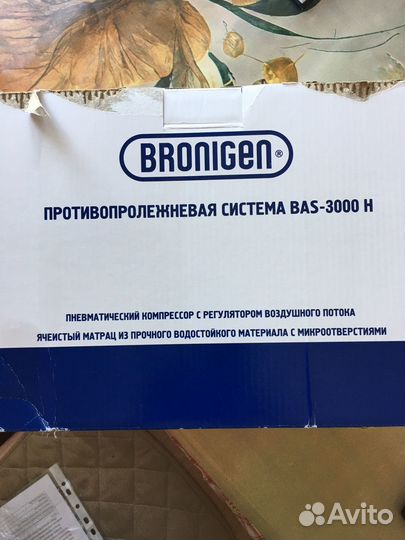 BRONIGEN®
ПРОТИВОПРОЛЕЖНЕВАЯ СИСТЕМА BAS-3000 H
ПНЕВМАТИЧЕСКИЙ КОМПРЕССОР С РЕГУЛЯТОРОМ ВОЗДУШНОГО ПОТОКА
ЯЧЕИСТЫЙ МАТРАЦ ИЗ ПРОЧНОГО ВОДОСТОЙКОГО МАТЕРИАЛА С МИКРООТВЕРСТИЯМИ
Avito